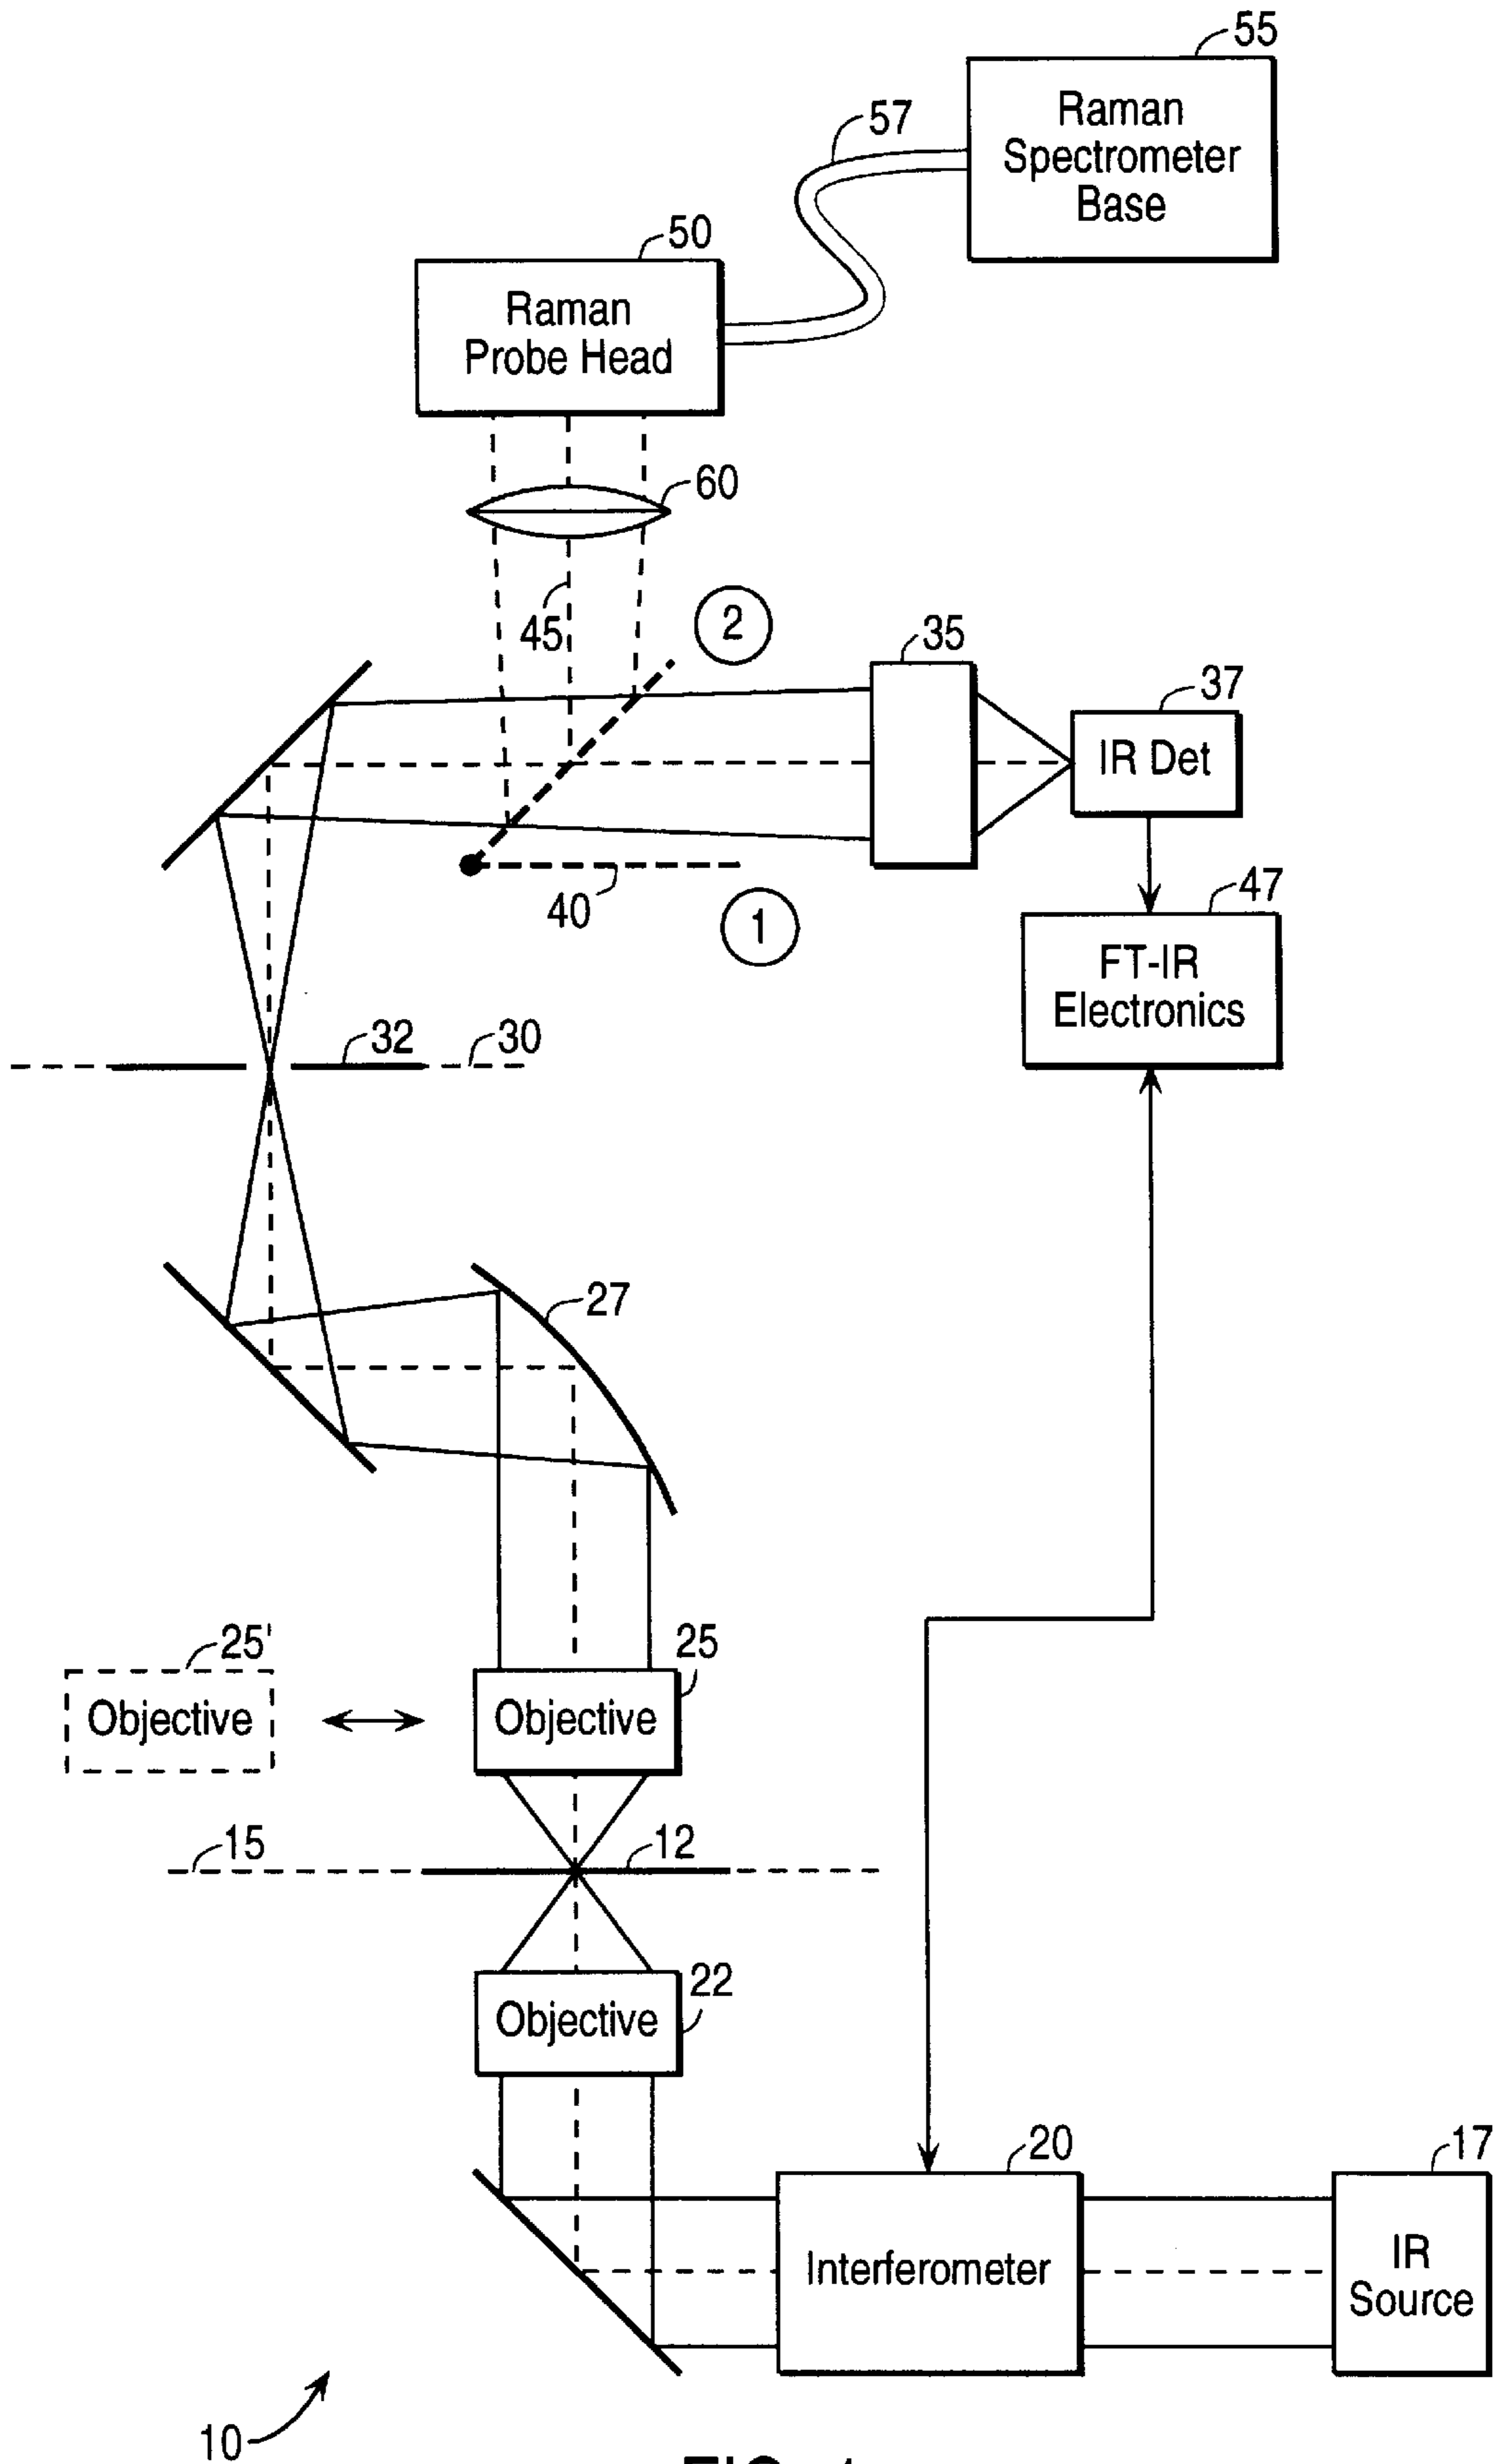 55
Raman
Spectrometer
Base
57
50
Raman
Probe Head
60
45
2
35
37
IR Det
40
1
47
FT-IR
Electronics
32
30
27
25'
Objective
25
Objective
15
12
22
Objective
20
Interferometer
17
IR
Source
10